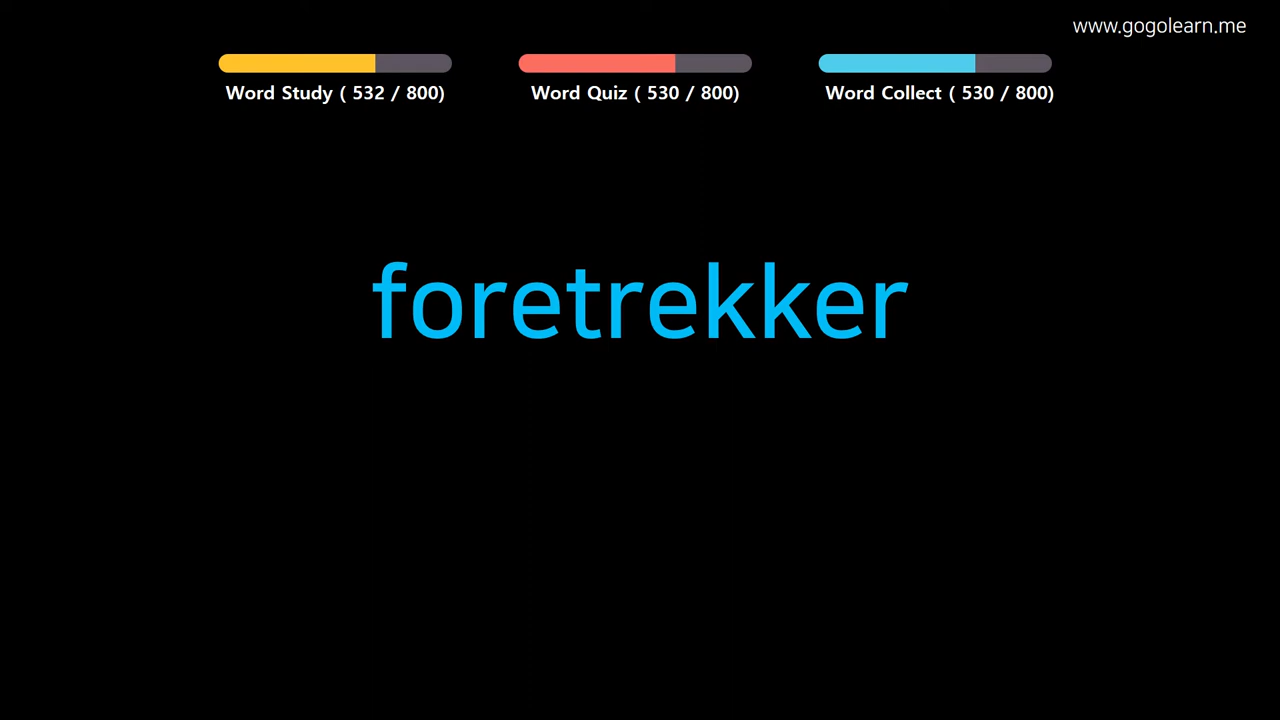 www.gogolearn.me
Word Study ( 532 / 800)
Word Quiz ( 530 / 800)
Word Collect ( 530 / 800)
foretrekker